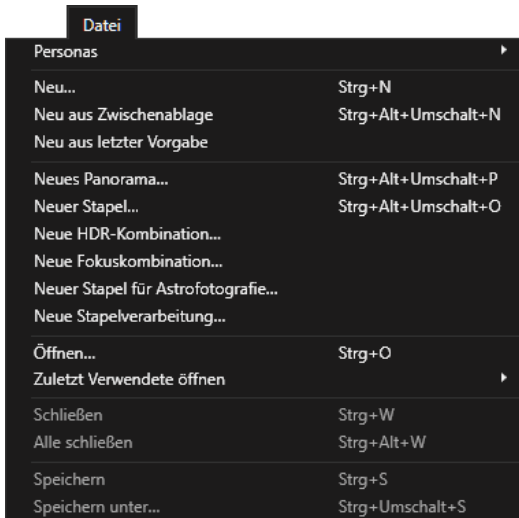 Datei
Personas
Neu... Strg+N
Neu aus Zwischenablage Strg+Alt+Umschalt+N
Neu aus letzter Vorgabe
Neues Panorama... Strg+Alt+Umschalt+P
Neuer Stapel... Strg+Alt+Umschalt+O
Neue HDR-Kombination...
Neue Fokuskombination...
Neuer Stapel für Astrofotografie...
Neue Stapelverarbeitung...
Öffnen... Strg+O
Zuletzt Verwendete öffnen
Schließen Strg+W
Alle schließen Strg+Alt+W
Speichern Strg+S
Speichern unter... Strg+Umschalt+S